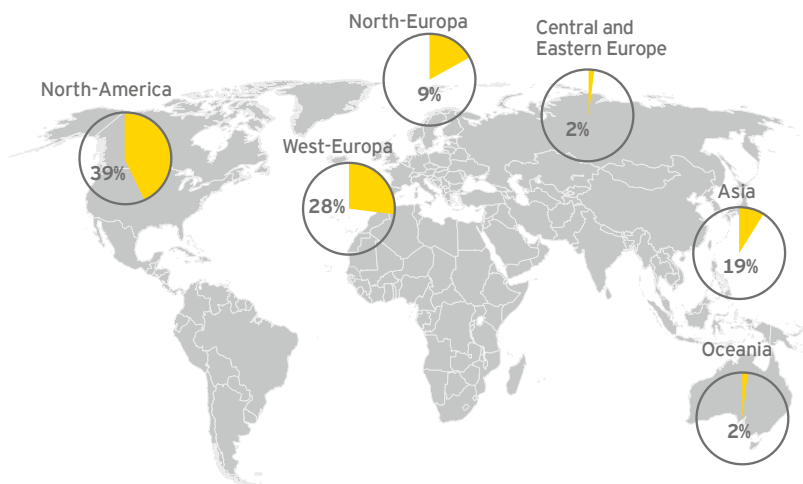 North-Europa
9%
Central and
Eastern Europe
2%
North-America
39%
West-Europa
28%
Asia
19%
Oceania
2%